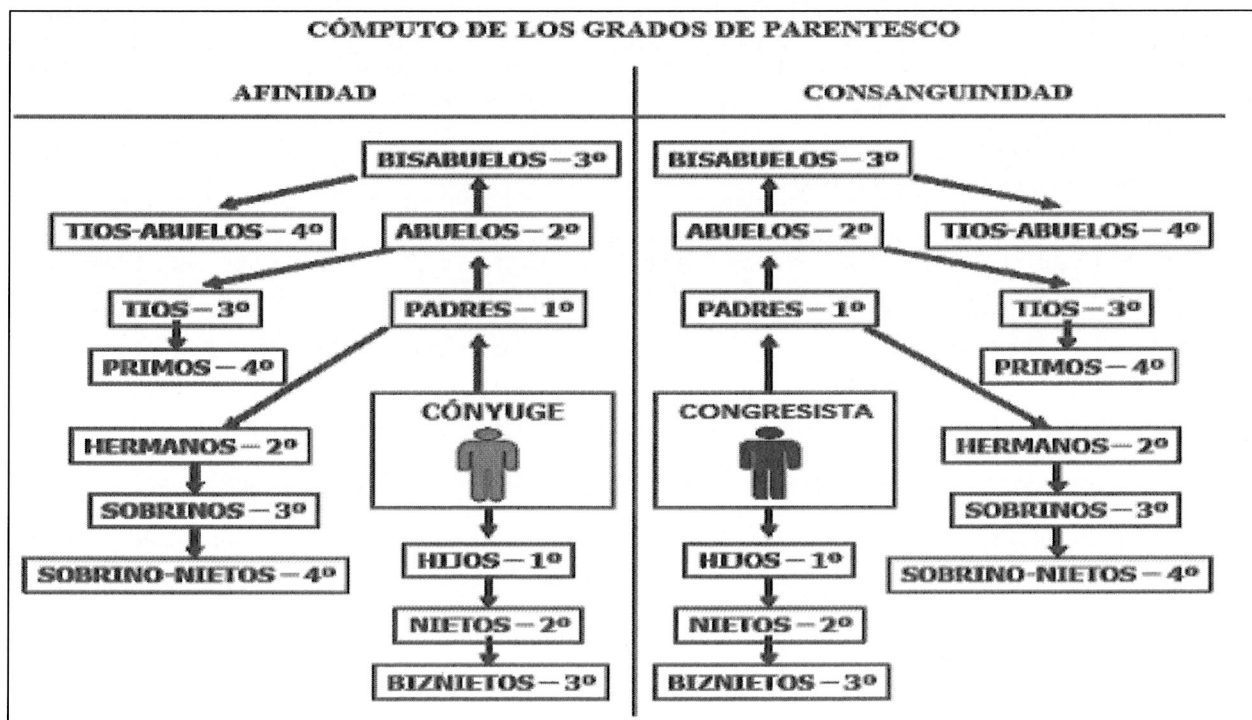 CÓMPUTO DE LOS GRADOS DE PARENTESCO
AFINIDAD
BISABUELOS – 3º
TIOS-ABUELOS – 4º
ABUELOS – 2º
TIOS – 3º
PADRES – 1º
PRIMOS – 4º
CÓNYUGE
HERMANOS – 2º
SOBRINOS – 3º
HIJOS – 1º
SOBRINO-NIETOS – 4º
NIETOS – 2º
BIZNIETOS – 3º
CONSANGUINIDAD
BISABUELOS – 3º
ABUELOS – 2º
TIOS-ABUELOS – 4º
PADRES – 1º
TIOS – 3º
PRIMOS – 4º
CONGRESISTA
HERMANOS – 2º
SOBRINOS – 3º
HIJOS – 1º
SOBRINO-NIETOS – 4º
NIETOS – 2º
BIZNIETOS – 3º